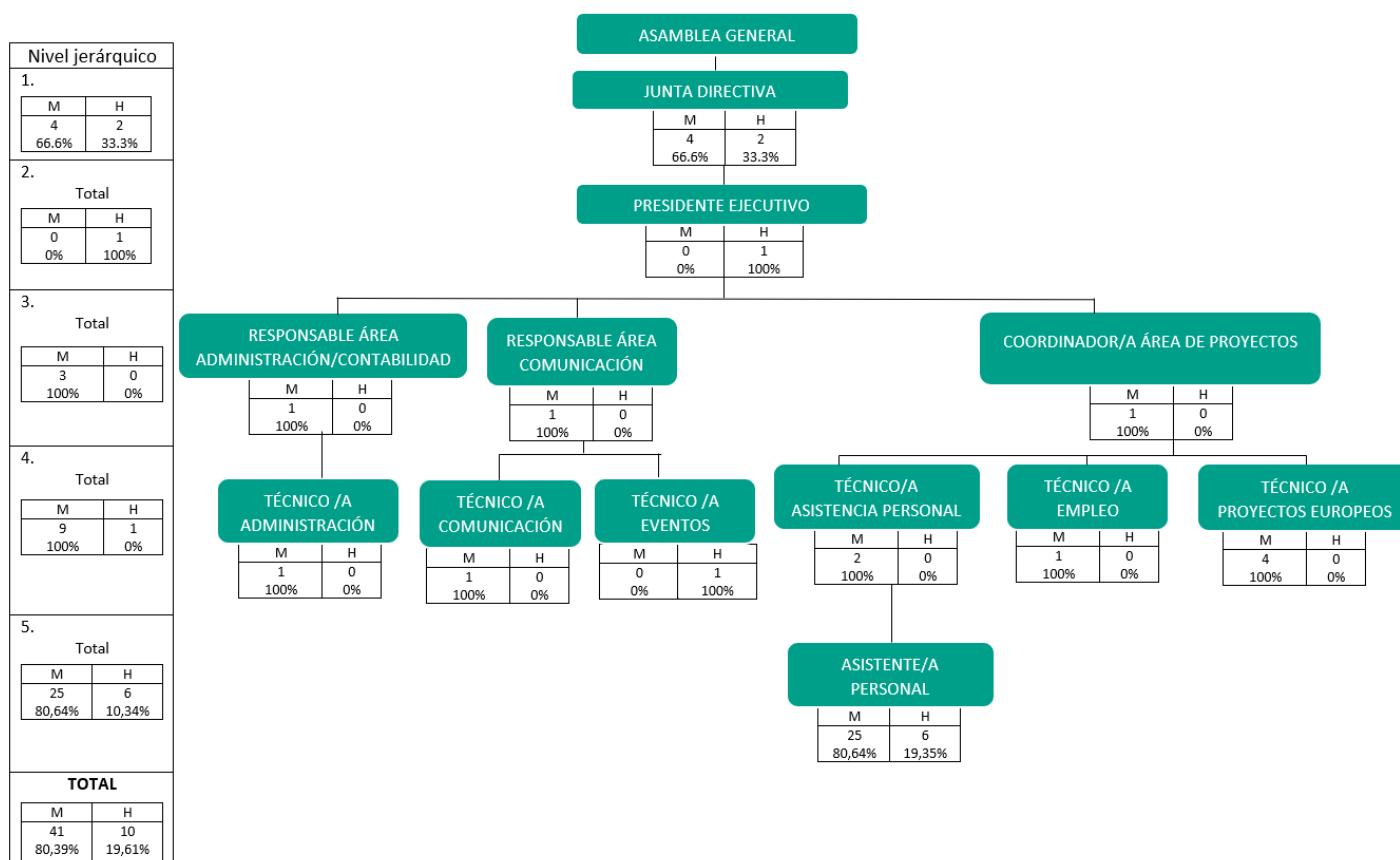 Nivel jerárquico
1.
M H
4 2
66.6% 33.3%
2.
Total
M H
0 1
0% 100%
3.
Total
M H
3 0
100% 0%
4.
Total
M H
9 1
100% 0%
5.
Total
M H
25 6
80,64% 10,34%
TOTAL
M H
41 10
80,39% 19,61%
ASAMBLEA GENERAL
JUNTA DIRECTIVA
M H
4 2
66.6% 33.3%
PRESIDENTE EJECUTIVO
M H
0 1
0% 100%
RESPONSABLE ÁREA
ADMINISTRACIÓN/CONTABILIDAD
M H
1 0
100% 0%
RESPONSABLE ÁREA
COMUNICACIÓN
M H
1 0
100% 0%
COORDINADOR/A ÁREA DE PROYECTOS
M H
1 0
100% 0%
TÉCNICO /A
ADMINISTRACIÓN
M H
1 0
100% 0%
TÉCNICO /A
COMUNICACIÓN
M H
1 0
100% 0%
TÉCNICO /A
EVENTOS
M H
0 1
0% 100%
TÉCNICO/A
ASISTENCIA PERSONAL
M H
2 0
100% 0%
TÉCNICO /A
EMPLEO
M H
1 0
100% 0%
TÉCNICO /A
PROYECTOS EUROPEOS
M H
4 0
100% 0%
ASISTENTE/A
PERSONAL
M H
25 6
80,64% 19,35%